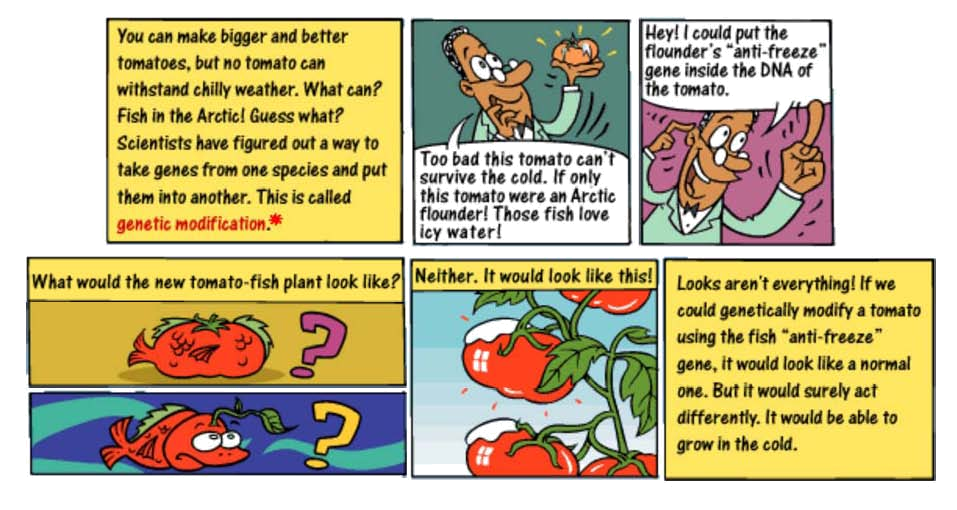 You can make bigger and better
tomatoes, but no tomato can
withstand chilly weather. What can?
Fish in the Arctic! Guess what?
Scientists have figured out a way to
take genes from one species and put
them into another. This is called
genetic modification.*
Too bad this tomato can't
survive the cold. If only
this tomato were an Arctic
flounder! Those fish love
icy water!
Hey! I could put the
flounder's "anti-freeze"
gene inside the DNA of
the tomato.
What would the new tomato-fish plant look like?
?
?
Neither. It would look like this!
Looks aren't everything! If we
could genetically modify a tomato
using the fish "anti-freeze"
gene, it would look like a normal
one. But it would surely act
differently. It would be able to
grow in the cold.